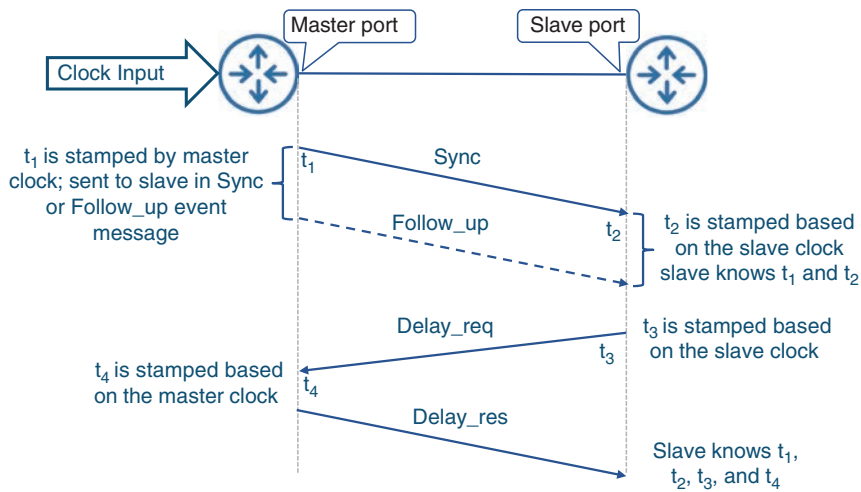 Master port
Slave port
Clock Input
t₁ is stamped by master
clock; sent to slave in Sync
or Follow_up event
message
t₁
Sync
Follow_up
t₂
t₂ is stamped based
on the slave clock
slave knows t₁ and t₂
Delay_req
t₃
t₃ is stamped based
on the slave clock
t₄ is stamped based
on the master clock
t₄
Delay_res
Slave knows t₁,
t₂, t₃, and t₄